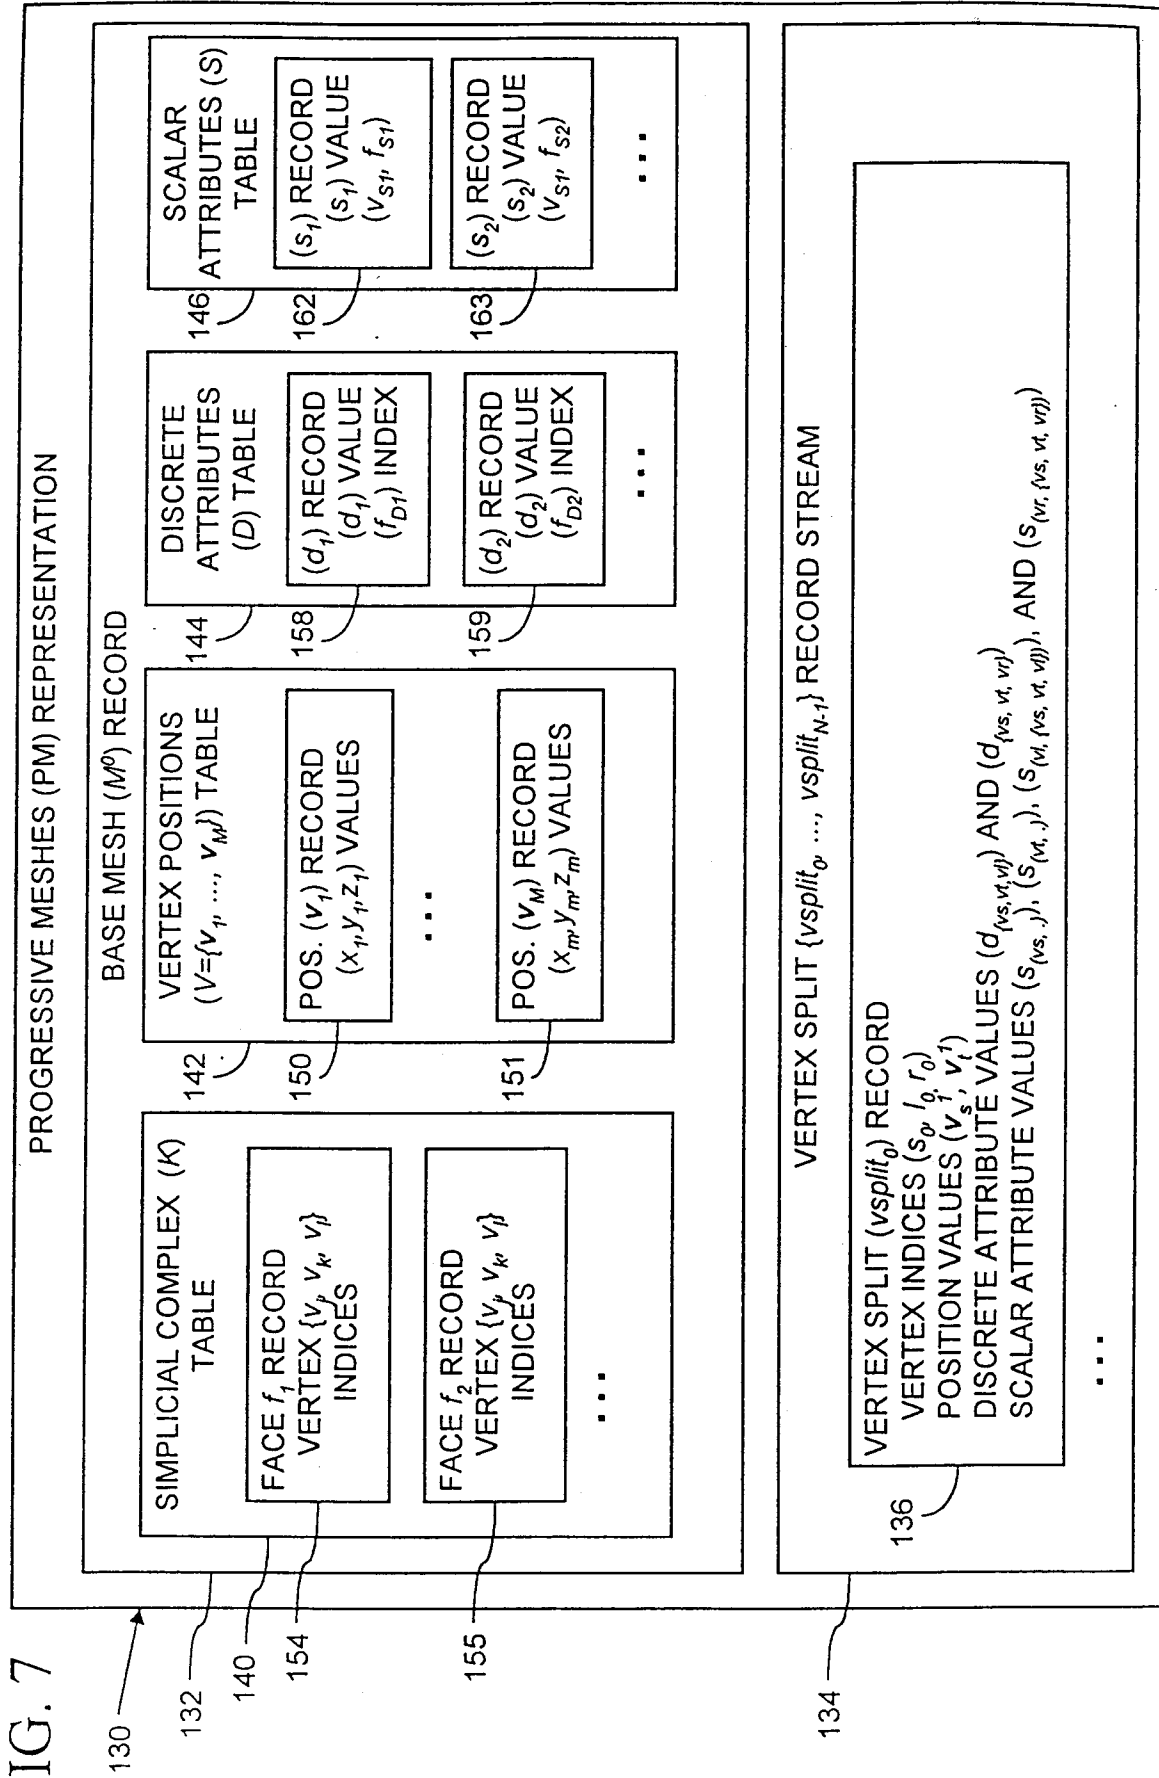 IG. 7
130
PROGRESSIVE MESHES (PM) REPRESENTATION
132
BASE MESH (M⁰) RECORD
140
SIMPLICIAL COMPLEX (K)
TABLE
154
FACE f₁ RECORD
VERTEX {vⱼ, vₖ, vₗ}
INDICES
155
FACE f₂ RECORD
VERTEX {vⱼ, vₖ, vₗ}
INDICES
...
142
VERTEX POSITIONS
(V={v₁, ..., v_M}) TABLE
150
POS. (v₁) RECORD
(x₁,y₁,z₁) VALUES
...
151
POS. (v_M) RECORD
(x_m,y_m,z_m) VALUES
144
DISCRETE
ATTRIBUTES
(D) TABLE
158
(d₁) RECORD
(d₁) VALUE
(f_D1) INDEX
159
(d₂) RECORD
(d₂) VALUE
(f_D2) INDEX
...
146
SCALAR
ATTRIBUTES (S)
TABLE
162
(s₁) RECORD
(s₁) VALUE
(v_S1, f_S1)
163
(s₂) RECORD
(s₂) VALUE
(v_S1, f_S2)
...
134
VERTEX SPLIT {vsplit₀, ..., vsplit_N-1} RECORD STREAM
136
VERTEX SPLIT (vsplit₀) RECORD
VERTEX INDICES (s₀, l₀, r₀)
POSITION VALUES (v_s¹, v_t¹)
DISCRETE ATTRIBUTE VALUES (d_{vs,vt,vl}) AND (d_{vs, vt, vr})
SCALAR ATTRIBUTE VALUES (s_(vs, .)), (s_(vt, .)), (s_(vl, {vs, vt, vl})), AND (s_(vr, {vs, vt, vr}))
...